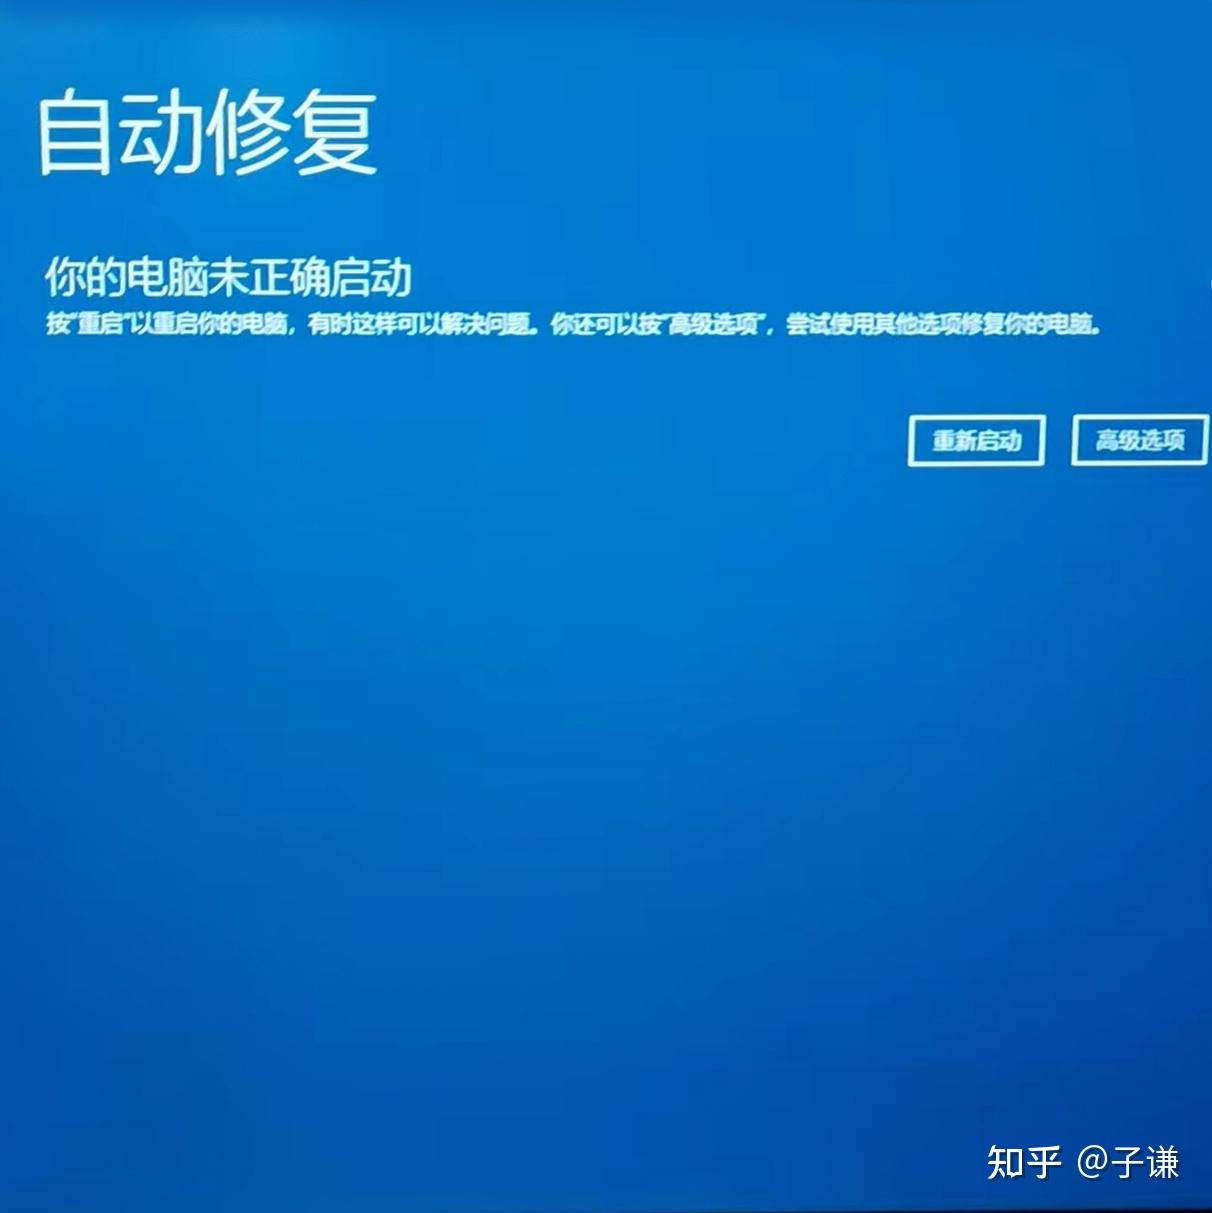 自动修复
你的电脑未正确启动
按"重启"以重启你的电脑，有时这样可以解决问题。你还可以按"高级选项"，尝试使用其他选项修复你的电脑。
重新启动
高级选项
知乎 @子谦